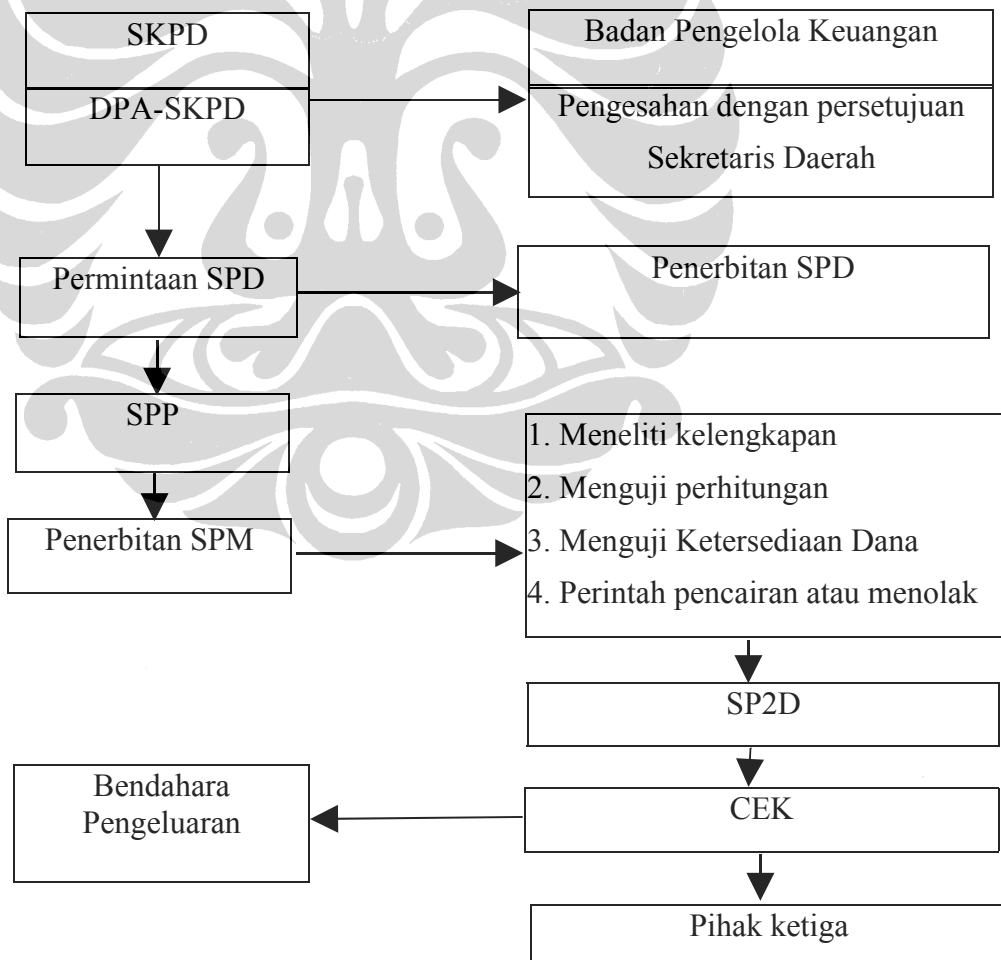 SKPD
DPA-SKPD
Badan Pengelola Keuangan
Pengesahan dengan persetujuan
Sekretaris Daerah
Permintaan SPD
Penerbitan SPD
SPP
Penerbitan SPM
1. Meneliti kelengkapan
2. Menguji perhitungan
3. Menguji Ketersediaan Dana
4. Perintah pencairan atau menolak
SP2D
CEK
Bendahara
Pengeluaran
Pihak ketiga